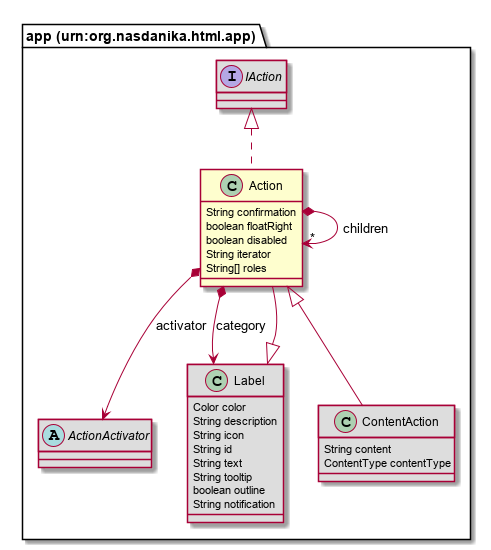 app (urn:org.nasdanika.html.app)
I IAction
C Action
String confirmation
boolean floatRight
boolean disabled
String iterator
String[] roles
children
*
activator
category
A ActionActivator
C Label
Color color
String description
String icon
String id
String text
String tooltip
boolean outline
String notification
C ContentAction
String content
ContentType contentType